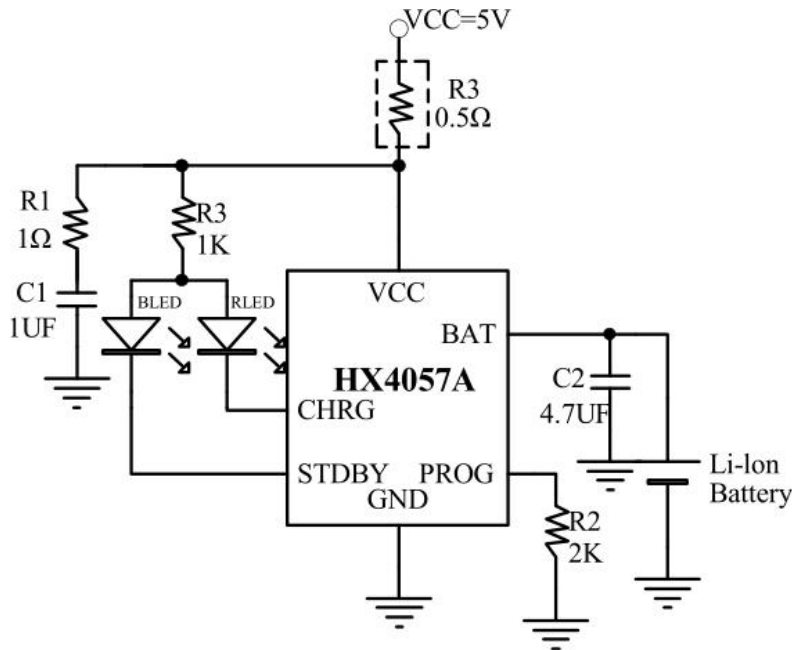 VCC=5V
R3
0.5Ω
R1
1Ω
R3
1K
C1
1UF
BLED
RLED
VCC
BAT
HX4057A
CHRG
C2
4.7UF
STDBY
PROG
GND
Li-lon
Battery
R2
2K